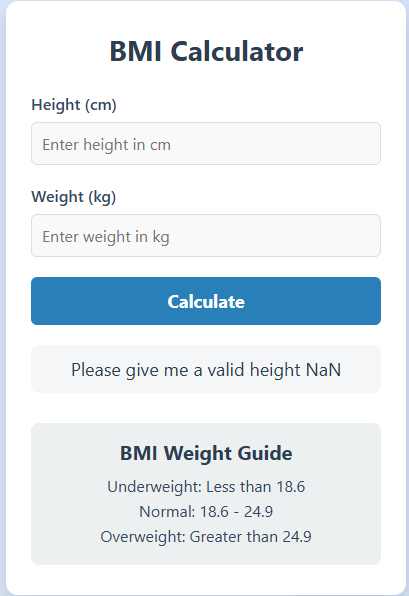 BMI Calculator
Height (cm)
Enter height in cm
Weight (kg)
Enter weight in kg
Calculate
Please give me a valid height NaN
BMI Weight Guide
Underweight: Less than 18.6
Normal: 18.6 - 24.9
Overweight: Greater than 24.9